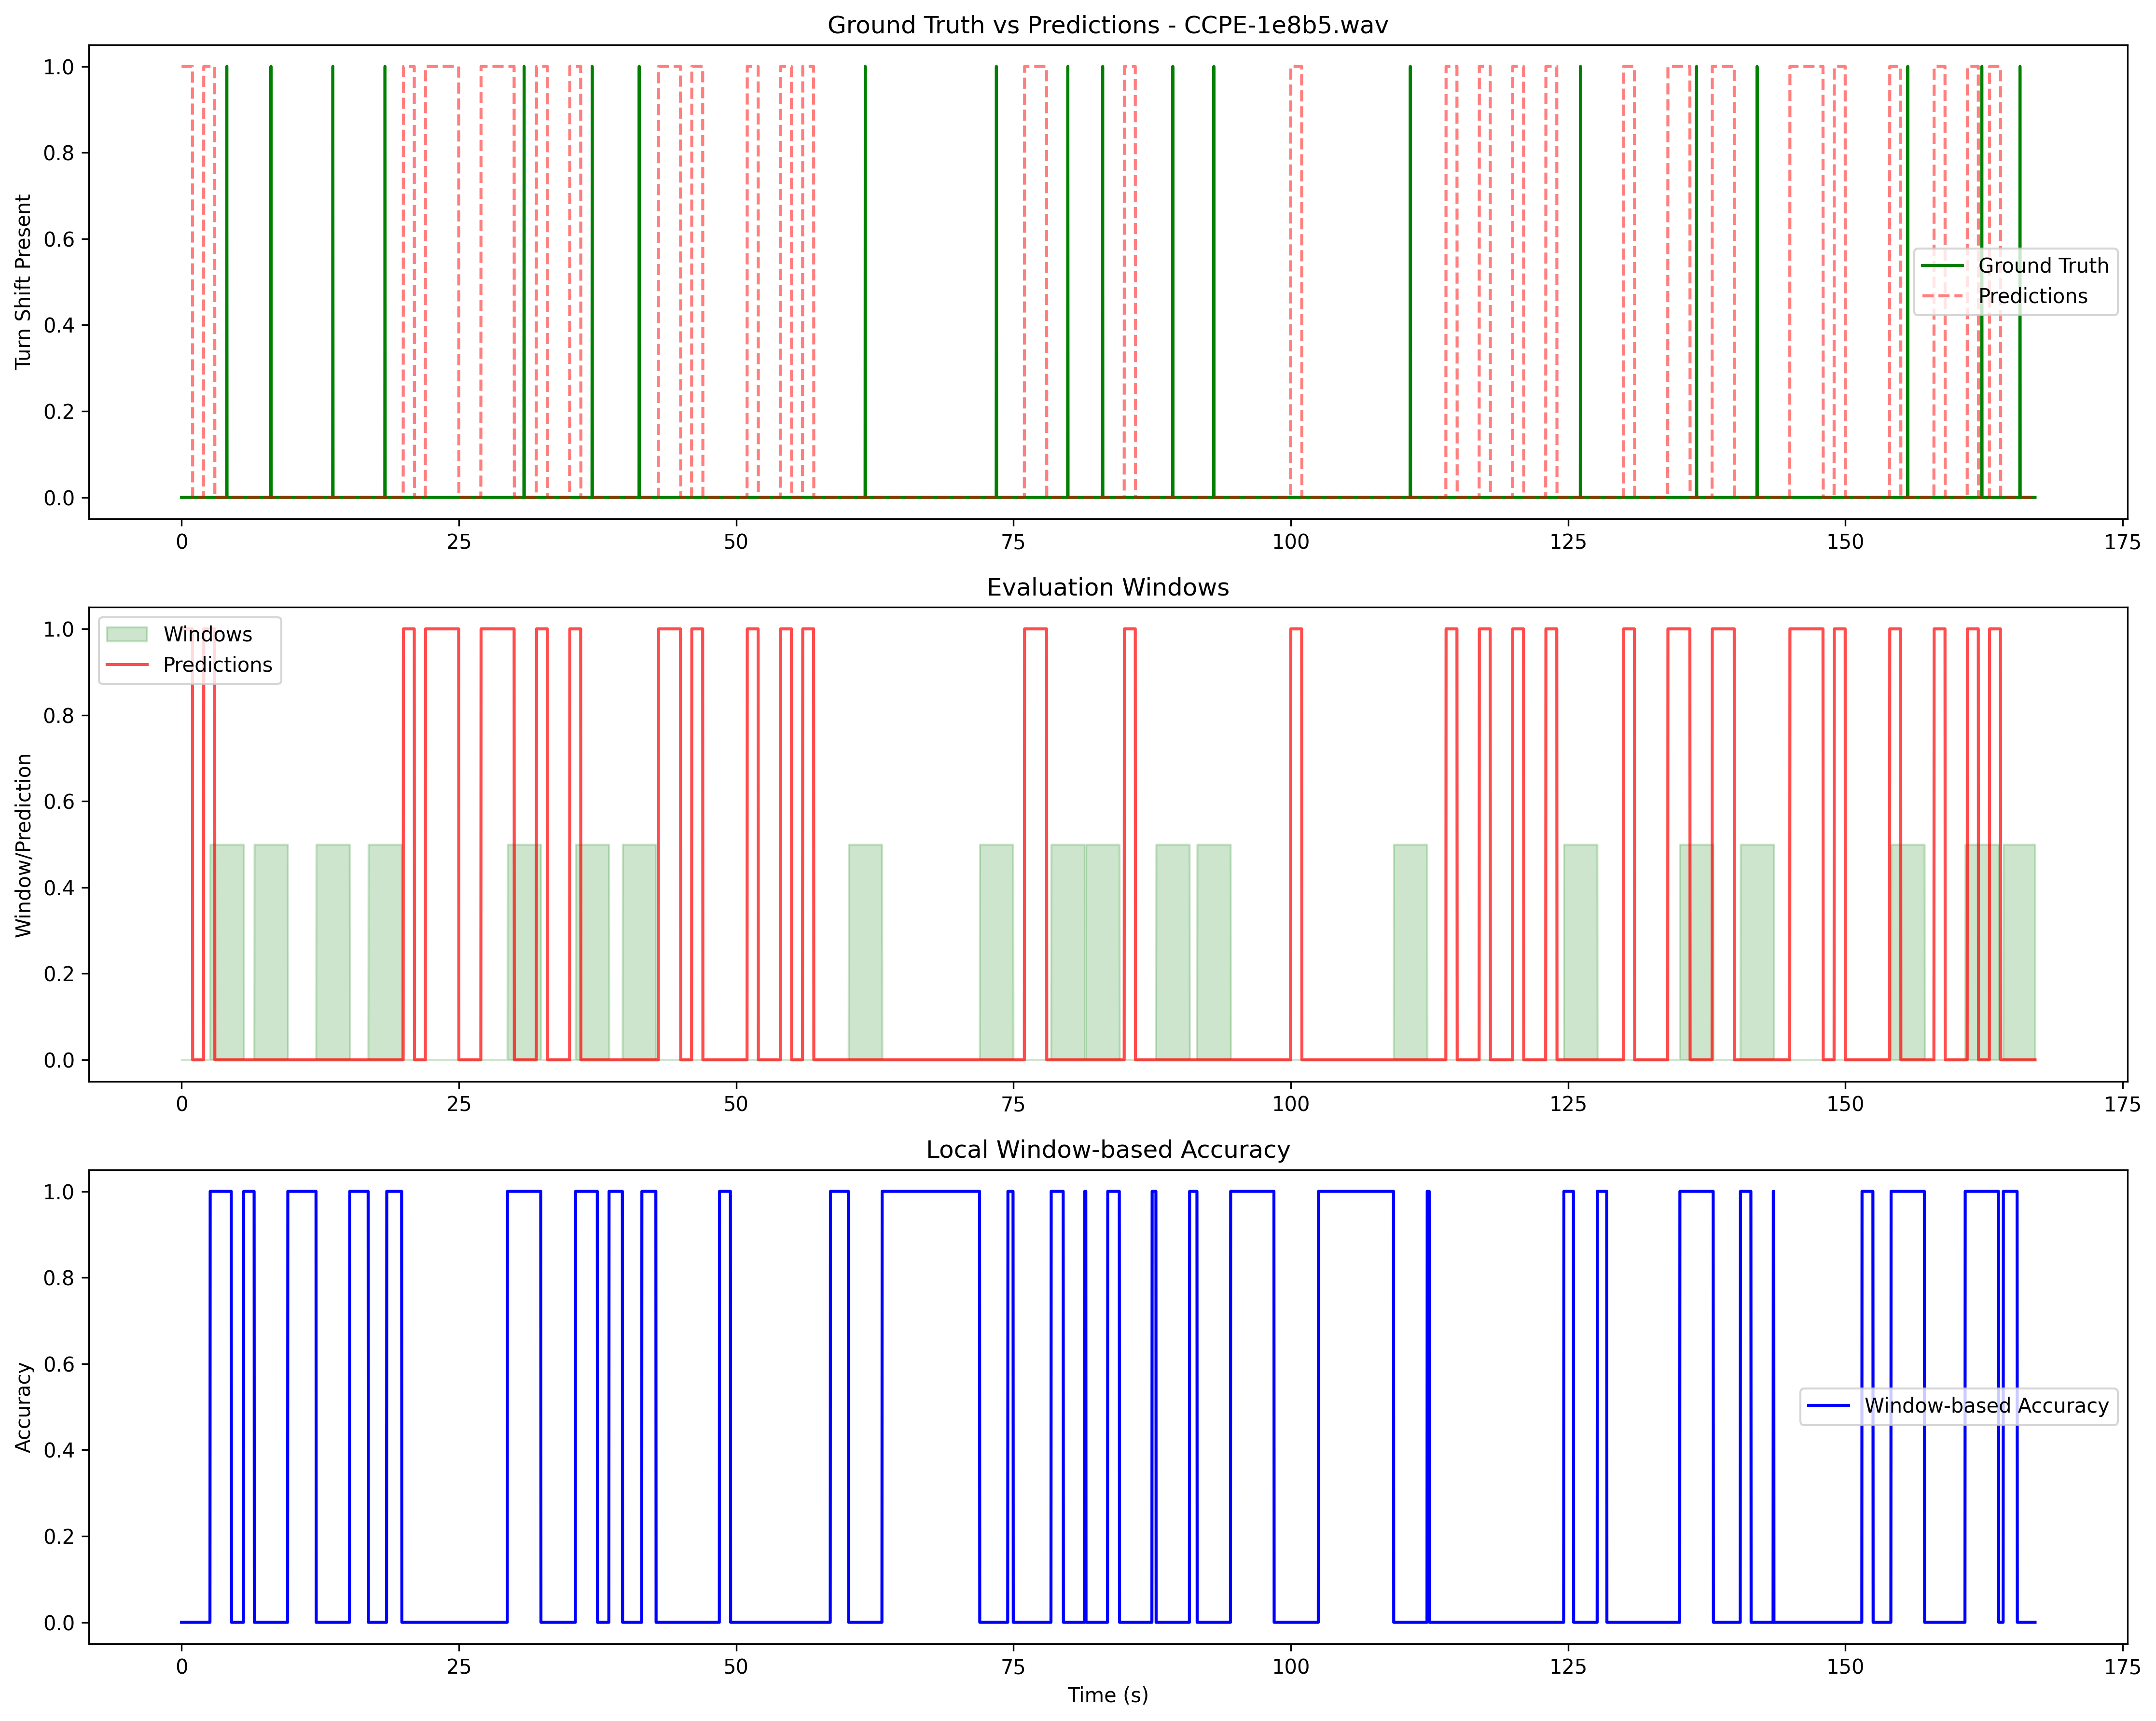 Ground Truth vs Predictions - CCPE-1e8b5.wav
Turn Shift Present
1.0
0.8
0.6
0.4
0.2
0.0
Ground Truth
Predictions
0 25 50 75 100 125 150 175
Evaluation Windows
Window/Prediction
1.0
0.8
0.6
0.4
0.2
0.0
Windows
Predictions
0 25 50 75 100 125 150 175
Local Window-based Accuracy
Accuracy
1.0
0.8
0.6
0.4
0.2
0.0
Window-based Accuracy
0 25 50 75 100 125 150 175
Time (s)